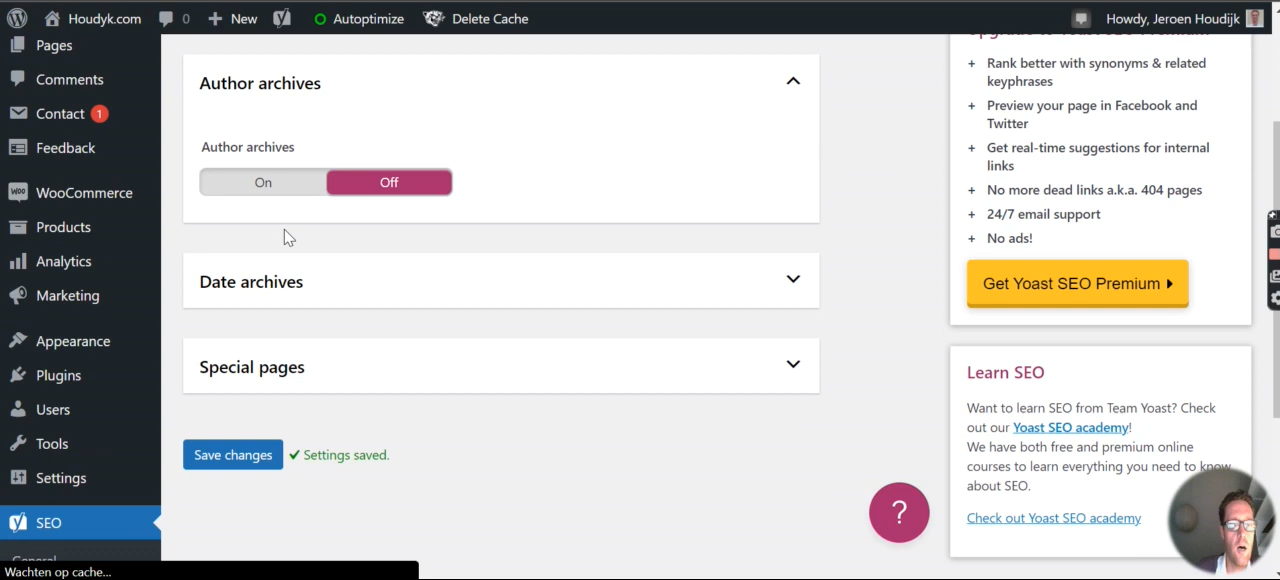 Houdyk.com 0 New Autoptimize Delete Cache Howdy, Jeroen Houdijk
Pages
Comments
Contact 1
Feedback
WooCommerce
Products
Analytics
Marketing
Appearance
Plugins
Users
Tools
Settings
SEO
General
Wachten op cache...
Author archives
Author archives
On Off
Date archives
Special pages
Save changes ✔ Settings saved.
Upgrade to Yoast SEO Premium
+ Rank better with synonyms & related
keyphrases
+ Preview your page in Facebook and
Twitter
+ Get real-time suggestions for internal
links
+ No more dead links a.k.a. 404 pages
+ 24/7 email support
+ No ads!
Get Yoast SEO Premium
Learn SEO
Want to learn SEO from Team Yoast? Check
out our Yoast SEO academy!
We have both free and premium online
courses to learn everything you need to know
about SEO.
Check out Yoast SEO academy
?